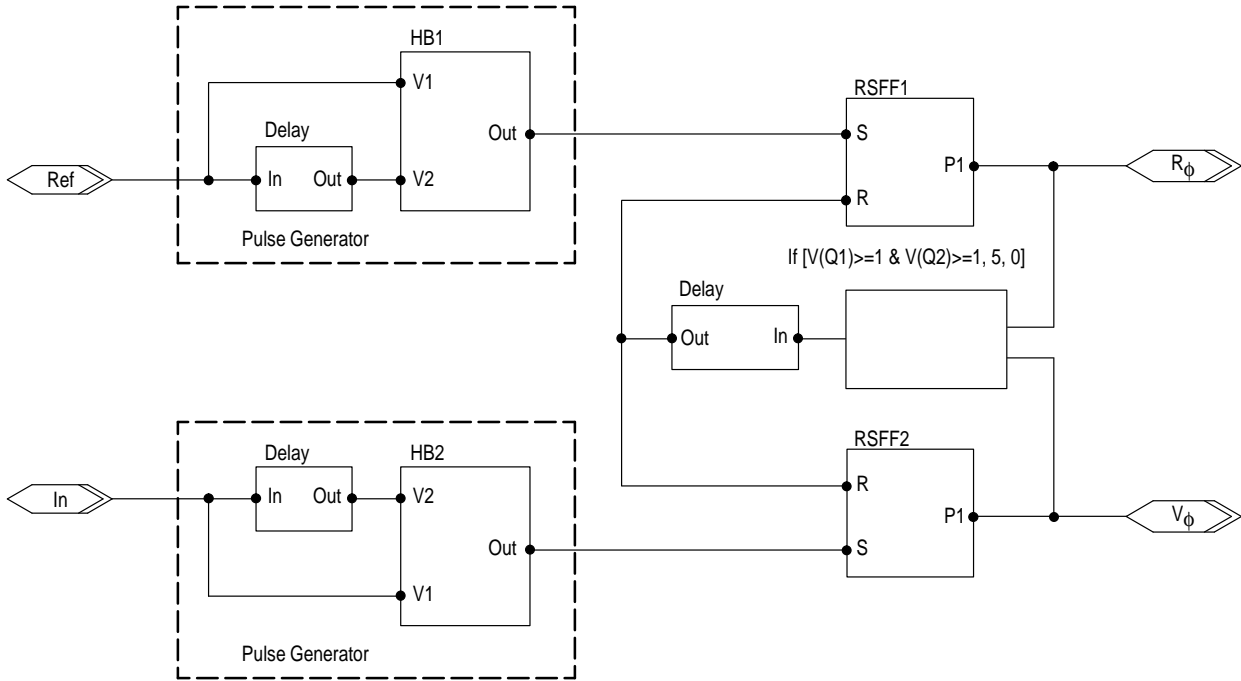 HB1
V1
Delay
Out
In Out
V2
Ref
Pulse Generator
RSFF1
S
P1
R
Rϕ
If [V(Q1)>=1 & V(Q2)>=1, 5, 0]
Delay
Out In
Delay
HB2
In Out
V2
In
Out
V1
Pulse Generator
RSFF2
R
P1
S
Vϕ